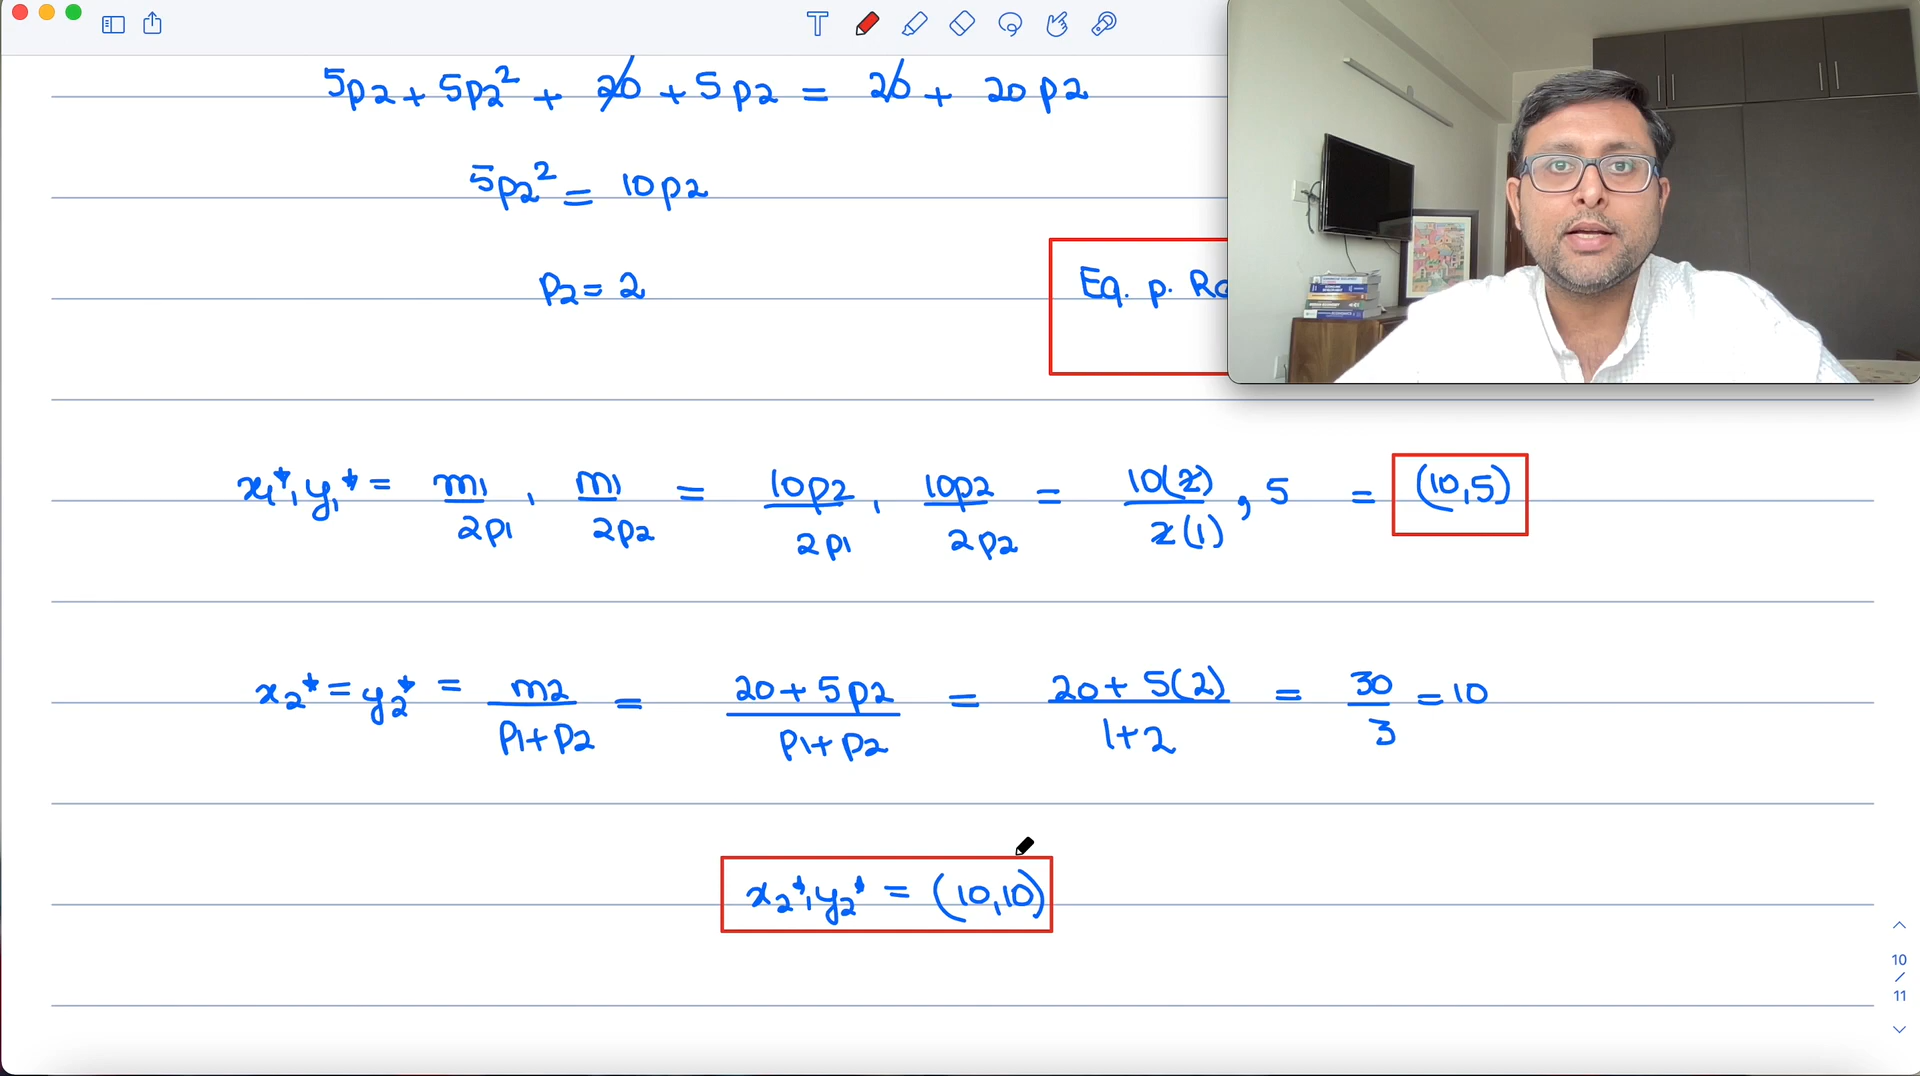 5p2 + 5p2² + 20 + 5p2 = 20 + 20p2
5p2² = 10p2
p2 = 2
Eq. p.
x1*, y1* = m1/2p1, m1/2p2 = 10p2/2p1, 10p2/2p2 = 10(2)/2(1), 5 = (10,5)
x2* = y2* = m2/p1+p2 = 20+5p2/p1+p2 = 20+5(2)/1+2 = 30/3 = 10
x2*, y2* = (10,10)
10
/
11